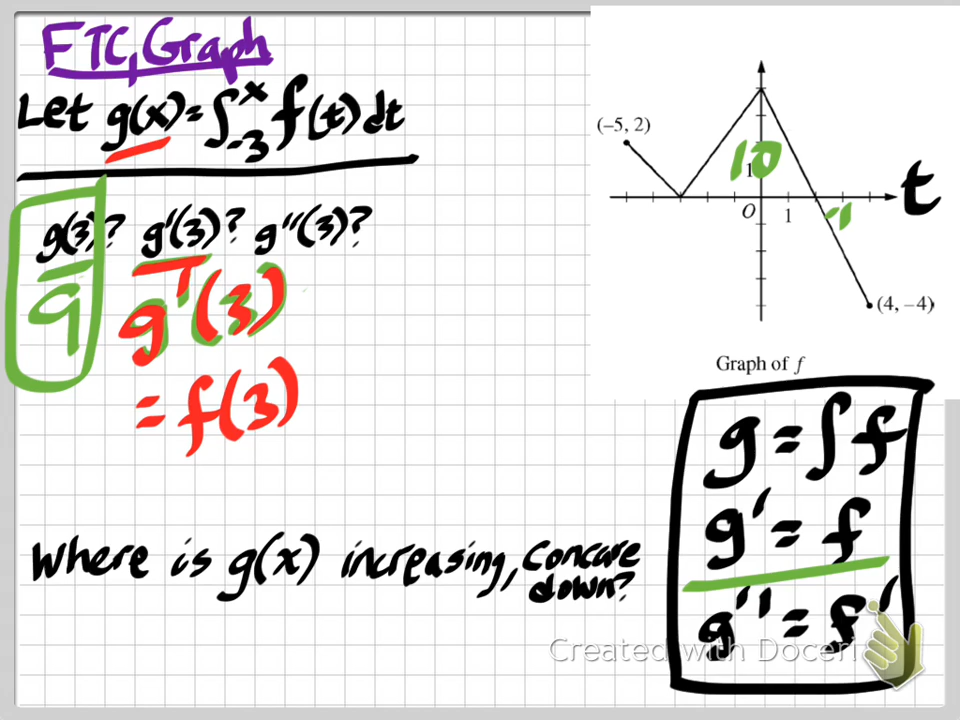 FTC, Graph
Let g(x)=∫₋₃ˣ f(t)dt
g(3)? g'(3)? g''(3)?
9
g'(3)
= f(3)
Where is g(x) increasing, concave
down?
(−5, 2)
10
1
O
1
-1
t
(4, −4)
Graph of f
g = ∫f
g' = f
g'' = f'
Created with Doceri